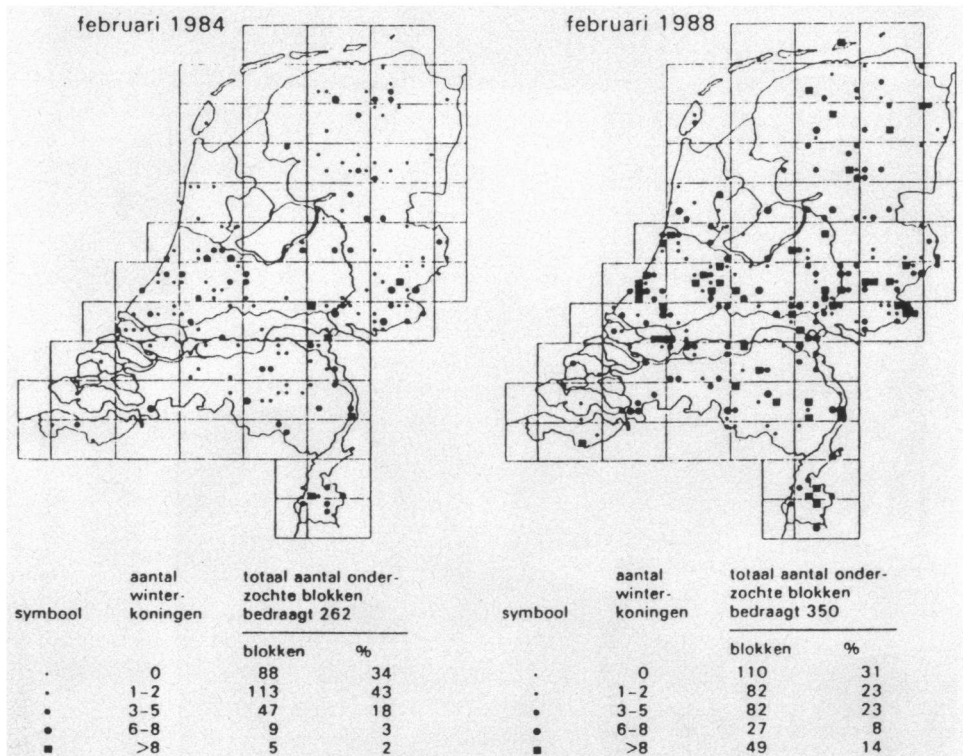 februari 1984
aantal winter-koningen
totaal aantal onder-
zochte blokken
bedraagt 262
symbool
blokken %
0 88 34
1-2 113 43
3-5 47 18
6-8 9 3
>8 5 2
februari 1988
aantal winter-koningen
totaal aantal onder-
zochte blokken
bedraagt 350
symbool
blokken %
0 110 31
1-2 82 23
3-5 82 23
6-8 27 8
>8 49 14